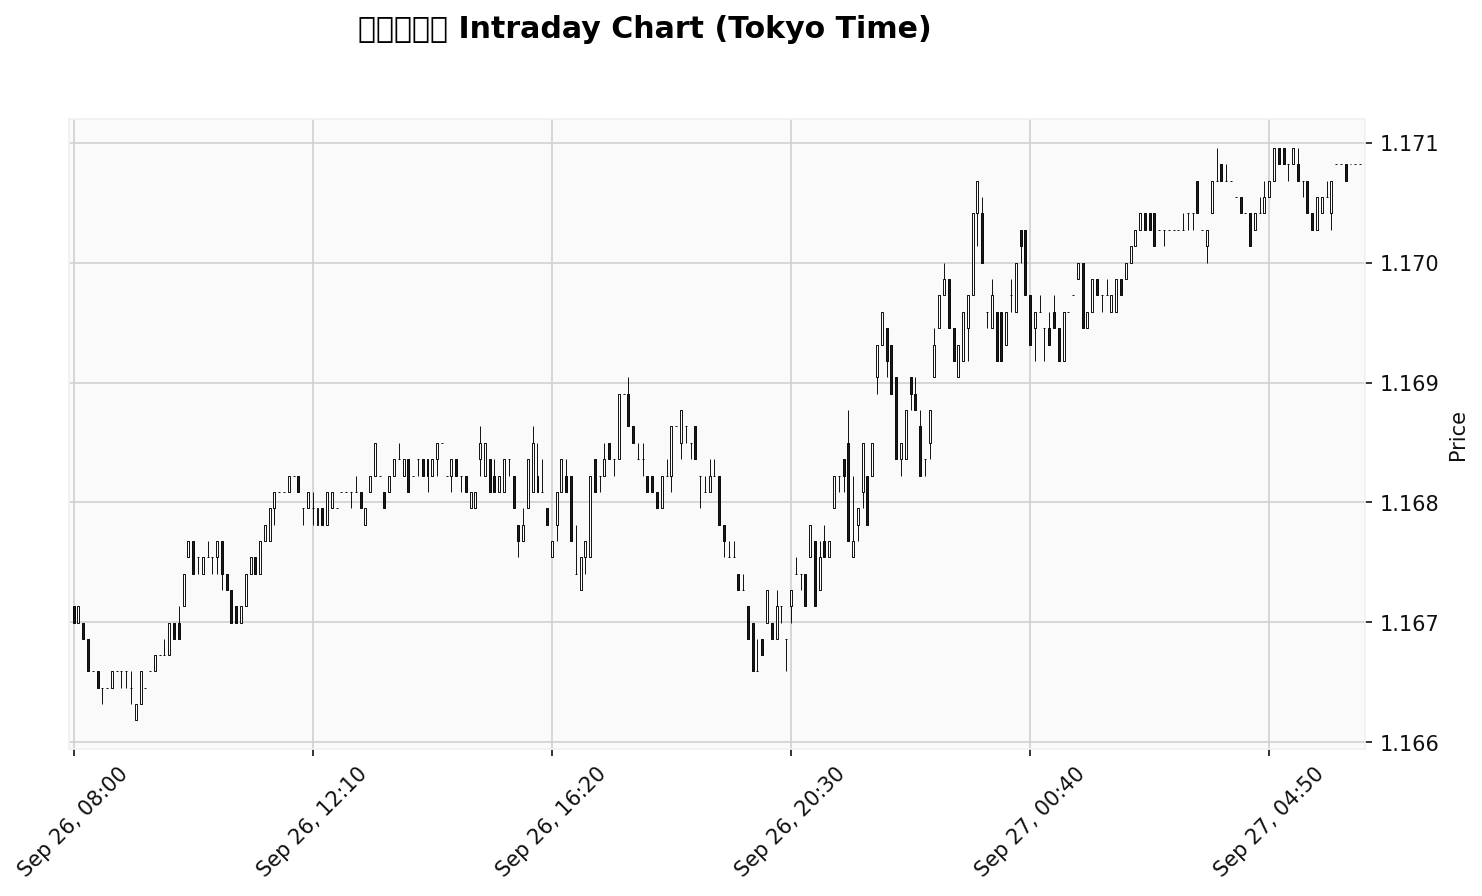 Intraday Chart (Tokyo Time)
1.171
1.170
1.169
1.168
1.167
1.166
Price
Sep 26, 08:00
Sep 26, 12:10
Sep 26, 16:20
Sep 26, 20:30
Sep 27, 00:40
Sep 27, 04:50